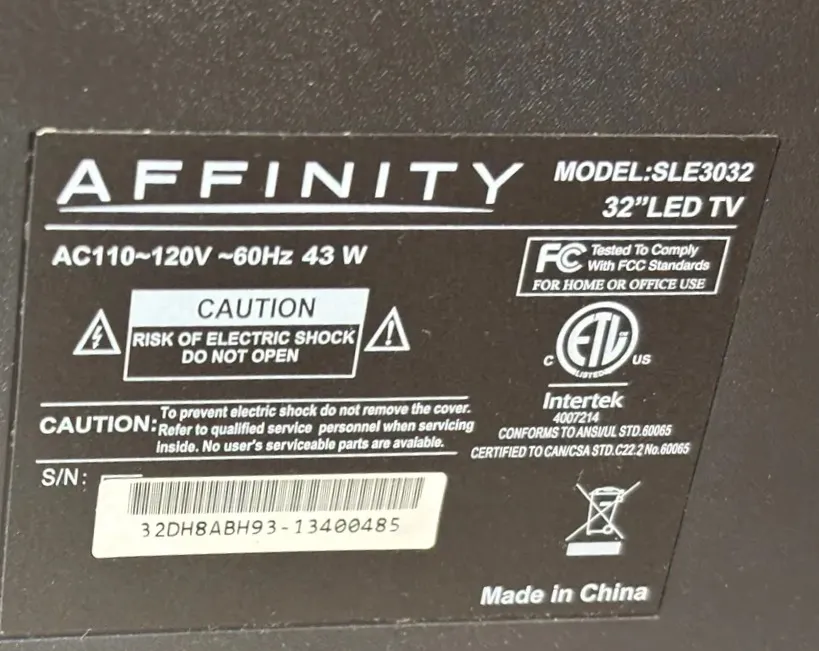 AFFINITY
MODEL:SLE3032
32”LED TV
AC110~120V ~60Hz 43 W
FC Tested To Comply
With FCC Standards
FOR HOME OR OFFICE USE
CAUTION
RISK OF ELECTRIC SHOCK
DO NOT OPEN
C ETL US
LISTED
Intertek
4007214
CONFORMS TO ANSI/UL STD.60065
CERTIFIED TO CAN/CSA STD.C22.2 No.60065
CAUTION: To prevent electric shock do not remove the cover.
Refer to qualified service personnel when servicing
inside. No user's serviceable parts are avaiable.
S/N:
32DH8ABH93-13400485
Made in China